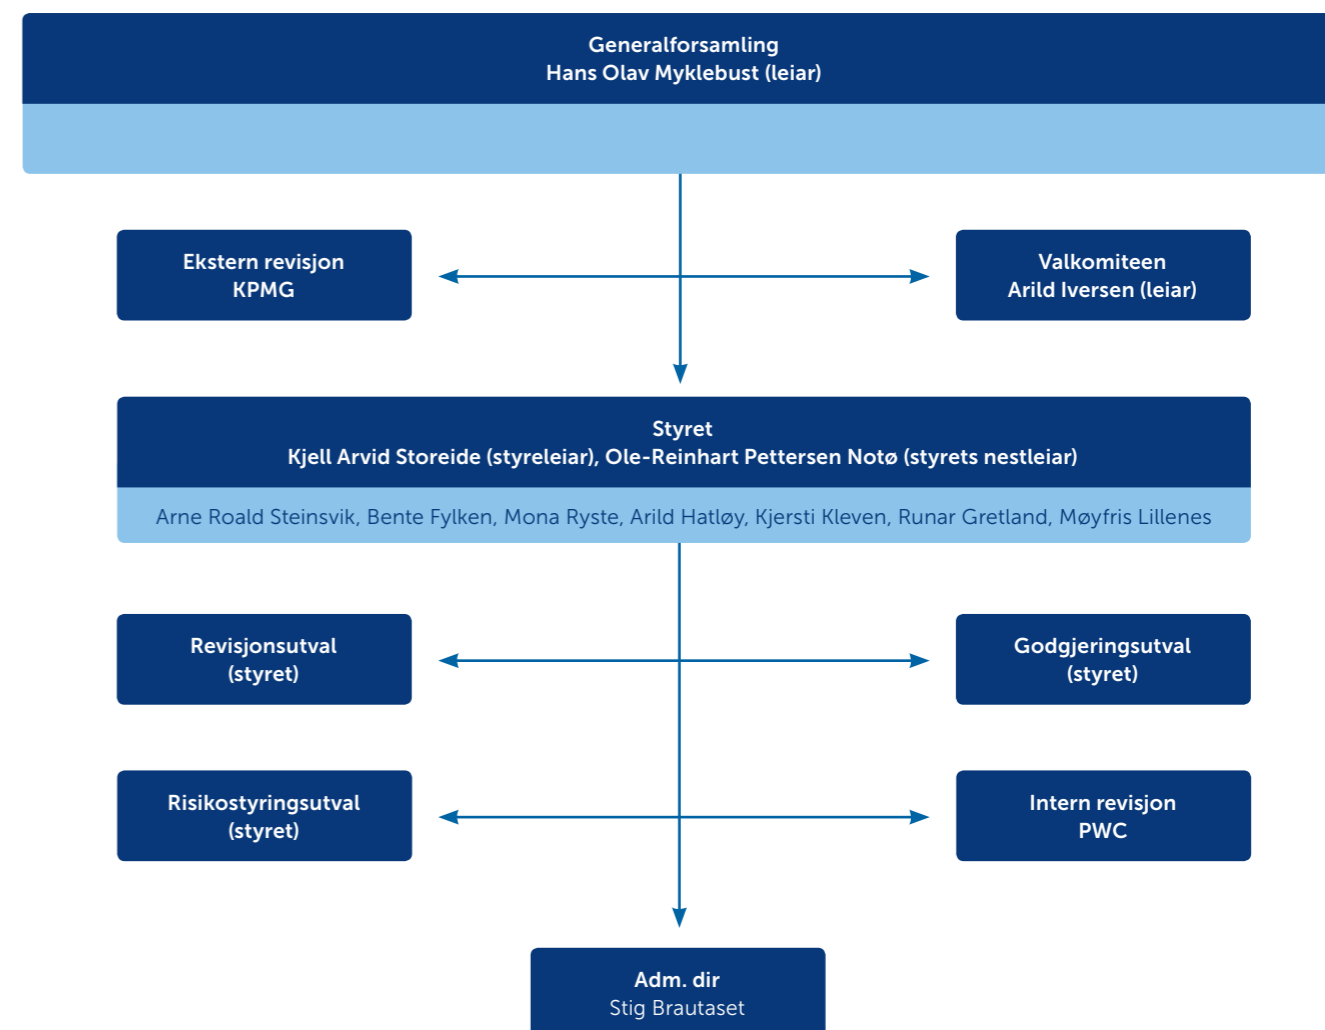 Generalforsamling
Hans Olav Myklebust (leiar)
Ekstern revisjon
KPMG
Valkomiteen
Arild Iversen (leiar)
Styret
Kjell Arvid Storeide (styreleiar), Ole-Reinhart Pettersen Notø (styrets nestleiar)
Arne Roald Steinsvik, Bente Fylken, Mona Ryste, Arild Hatløy, Kjersti Kleven, Runar Gretland, Møyfris Lillenes
Revisjonsutval
(styret)
Godgjeringsutval
(styret)
Risikostyringsutval
(styret)
Intern revisjon
PWC
Adm. dir
Stig Brautaset